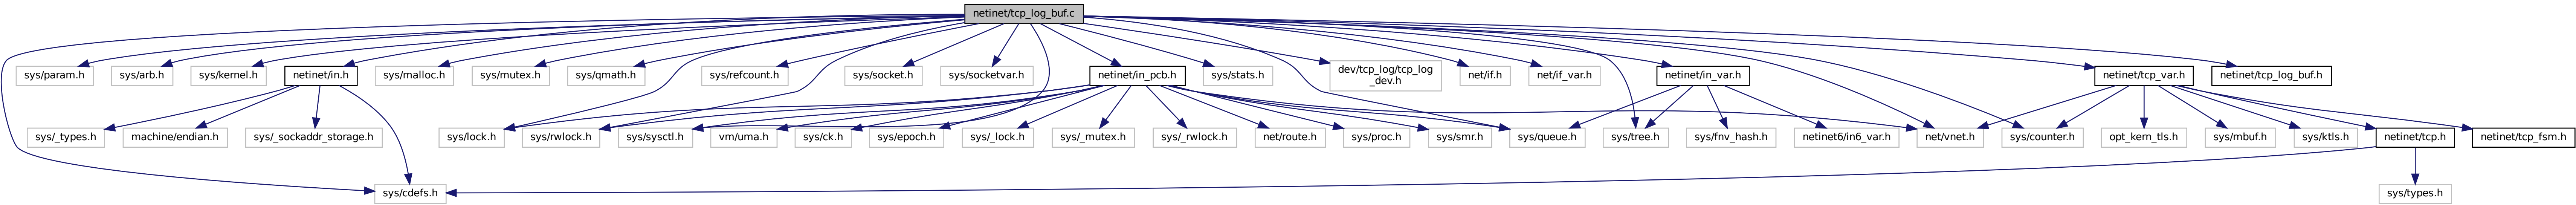 netinet/tcp_log_buf.c
sys/param.h
sys/arb.h
sys/kernel.h
netinet/in.h
sys/malloc.h
sys/mutex.h
sys/qmath.h
sys/refcount.h
sys/socket.h
sys/socketvar.h
netinet/in_pcb.h
sys/stats.h
dev/tcp_log/tcp_log
_dev.h
net/if.h
net/if_var.h
netinet/in_var.h
netinet/tcp_var.h
netinet/tcp_log_buf.h
sys/_types.h
machine/endian.h
sys/_sockaddr_storage.h
sys/lock.h
sys/rwlock.h
sys/sysctl.h
vm/uma.h
sys/ck.h
sys/epoch.h
sys/_lock.h
sys/_mutex.h
sys/_rwlock.h
net/route.h
sys/proc.h
sys/smr.h
sys/queue.h
sys/tree.h
sys/fnv_hash.h
netinet6/in6_var.h
net/vnet.h
sys/counter.h
opt_kern_tls.h
sys/mbuf.h
sys/ktls.h
netinet/tcp.h
netinet/tcp_fsm.h
sys/cdefs.h
sys/types.h